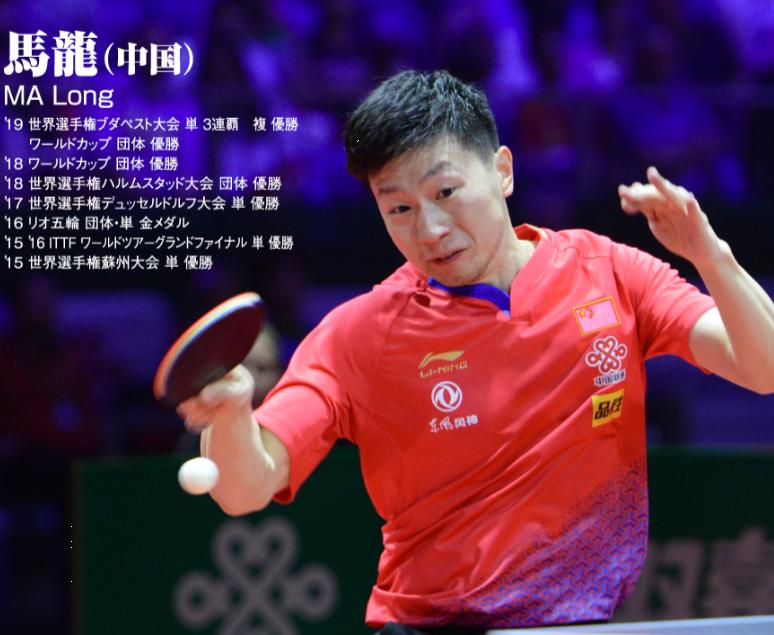 馬龍(中国)
MA Long
'19 世界選手権ブダペスト大会 単 3連覇　複 優勝
ワールドカップ 団体 優勝
'18 ワールドカップ 団体 優勝
'18 世界選手権ハルムスタッド大会 団体 優勝
'17 世界選手権デュッセルドルフ大会 単 優勝
'16 リオ五輪 団体・単 金メダル
'15 '16 ITTF ワールドツアーグランドファイナル 単 優勝
'15 世界選手権蘇州大会 単 優勝
LI-NING
中国联通
东风风神
品胜